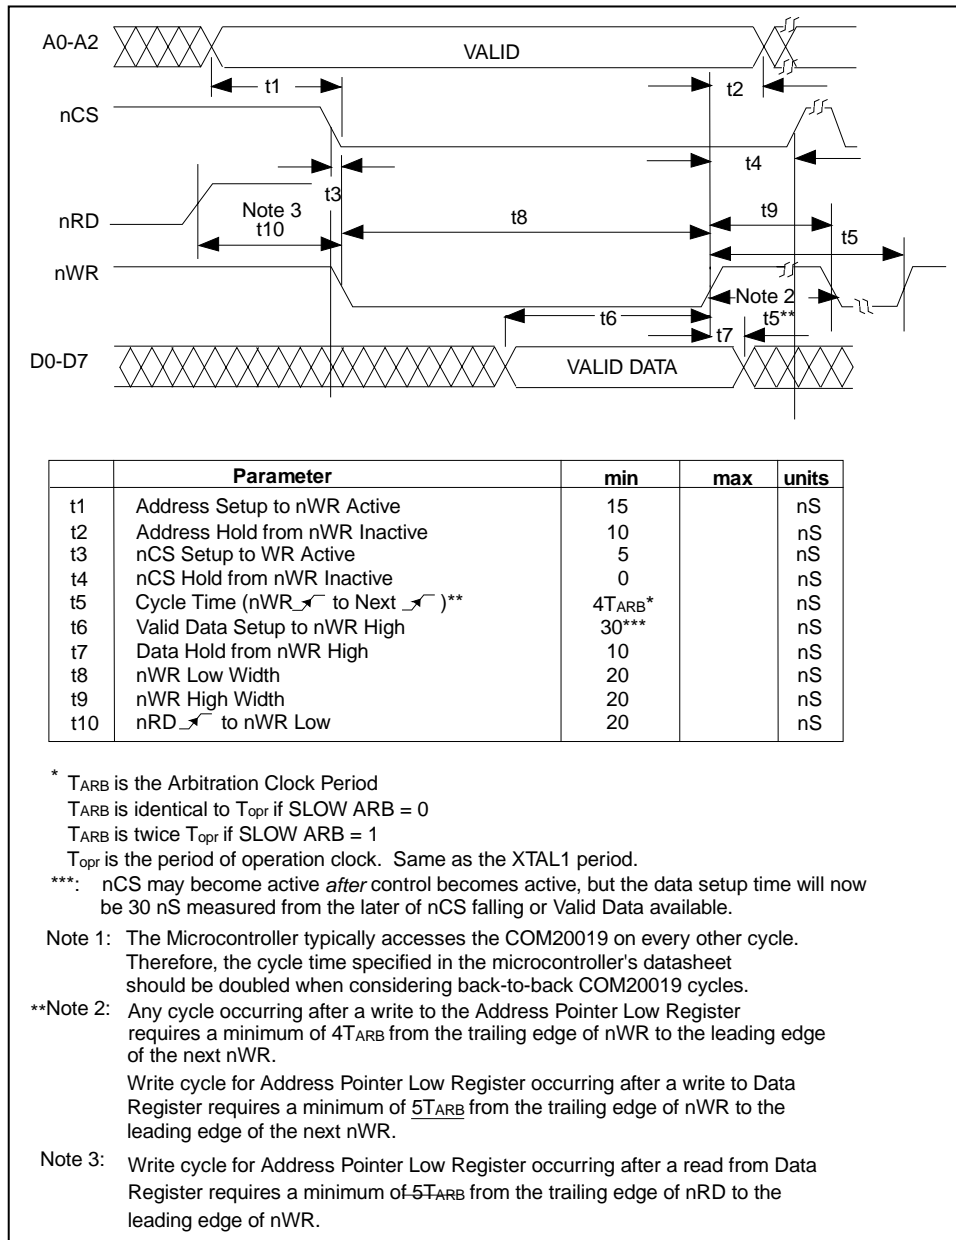 A0-A2
VALID
t1
t2
nCS
t4
t3
nRD
Note 3
t10
t8
t9
t5
nWR
Note 2
t5**
t6
t7
D0-D7
VALID DATA
Parameter min max units
t1 Address Setup to nWR Active 15 nS
t2 Address Hold from nWR Inactive 10 nS
t3 nCS Setup to WR Active 5 nS
t4 nCS Hold from nWR Inactive 0 nS
t5 Cycle Time (nWR to Next )** 4TARB* nS
t6 Valid Data Setup to nWR High 30*** nS
t7 Data Hold from nWR High 10 nS
t8 nWR Low Width 20 nS
t9 nWR High Width 20 nS
t10 nRD to nWR Low 20 nS
* TARB is the Arbitration Clock Period
TARB is identical to Topr if SLOW ARB = 0
TARB is twice Topr if SLOW ARB = 1
Topr is the period of operation clock. Same as the XTAL1 period.
***: nCS may become active after control becomes active, but the data setup time will now
be 30 nS measured from the later of nCS falling or Valid Data available.
Note 1: The Microcontroller typically accesses the COM20019 on every other cycle.
Therefore, the cycle time specified in the microcontroller's datasheet
should be doubled when considering back-to-back COM20019 cycles.
**Note 2: Any cycle occurring after a write to the Address Pointer Low Register
requires a minimum of 4TARB from the trailing edge of nWR to the leading edge
of the next nWR.
Write cycle for Address Pointer Low Register occurring after a write to Data
Register requires a minimum of 5TARB from the trailing edge of nWR to the
leading edge of the next nWR.
Note 3: Write cycle for Address Pointer Low Register occurring after a read from Data
Register requires a minimum of 5TARB from the trailing edge of nRD to the
leading edge of nWR.